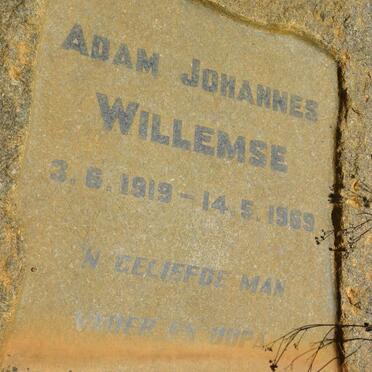 ADAM JOHANNES
WILLEMSE
3.6.1919 – 14.5.1969
'N GELIEFDE MAN
VADER EN OUPA